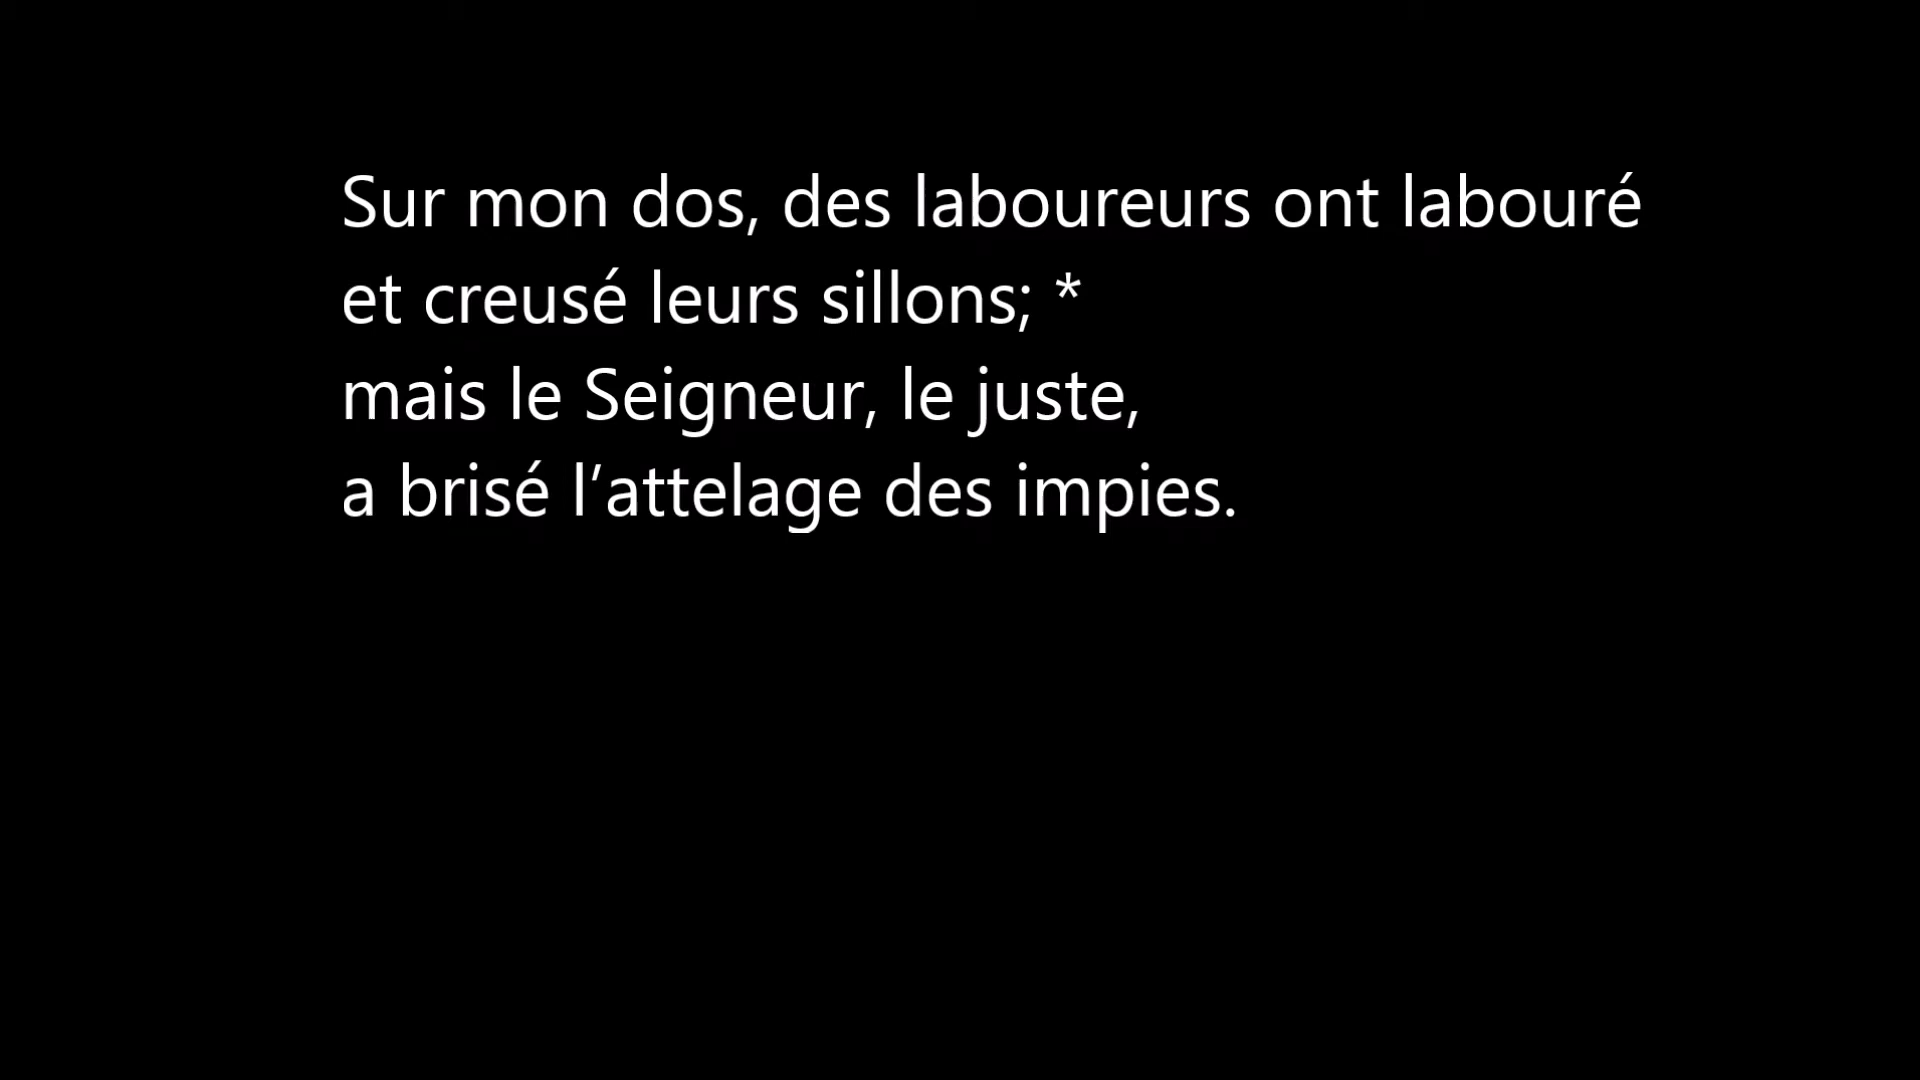 Sur mon dos, des laboureurs ont labouré
et creusé leurs sillons; *
mais le Seigneur, le juste,
a brisé l’attelage des impies.